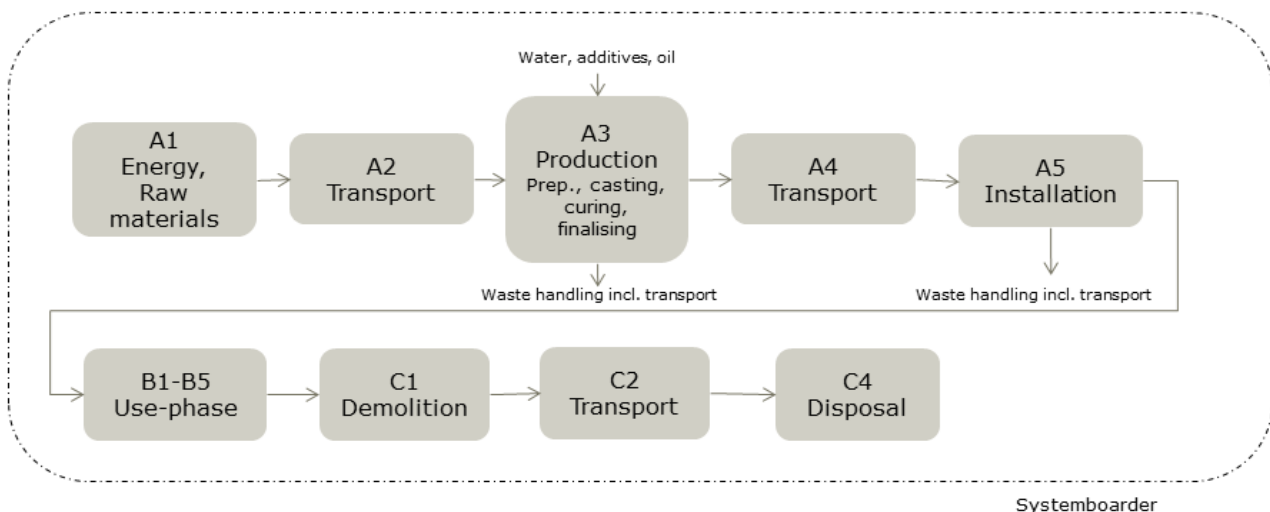 Water, additives, oil
A1
Energy,
Raw
materials
A2
Transport
A3
Production
Prep., casting,
curing,
finalising
A4
Transport
A5
Installation
Waste handling incl. transport
Waste handling incl. transport
B1-B5
Use-phase
C1
Demolition
C2
Transport
C4
Disposal
Systemboarder